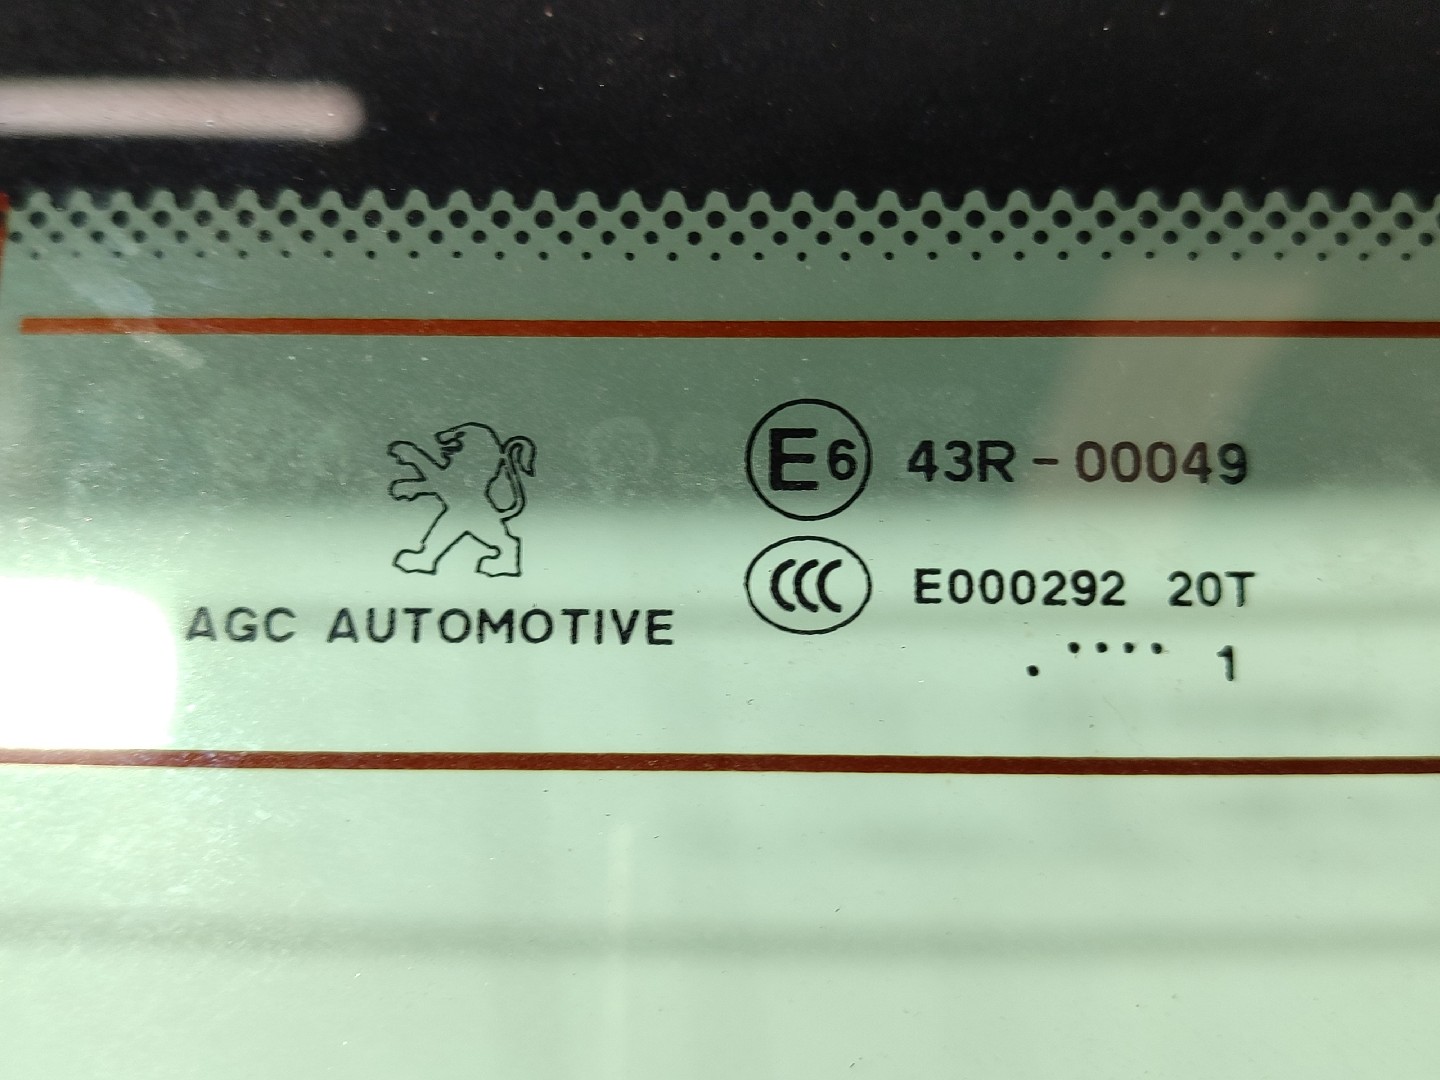 E6 43R-00049
CCC E000292 20T
AGC AUTOMOTIVE
. .... 1